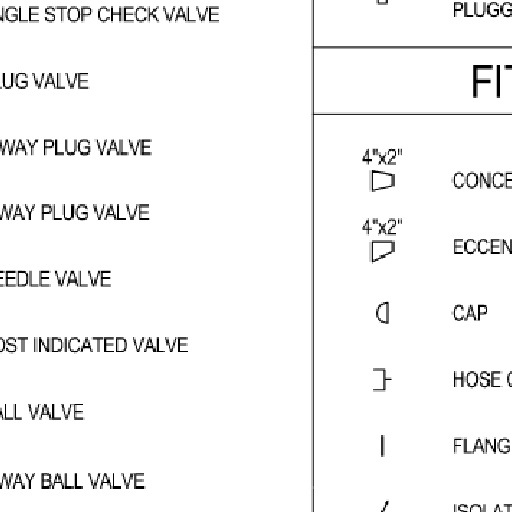 NGLE STOP CHECK VALVE
LUG VALVE
WAY PLUG VALVE
WAY PLUG VALVE
EEDLE VALVE
OST INDICATED VALVE
ALL VALVE
WAY BALL VALVE
PLUGG
FIT
4"x2"
CONCE
4"x2"
ECCEN
CAP
HOSE C
FLANG
ISOLAT